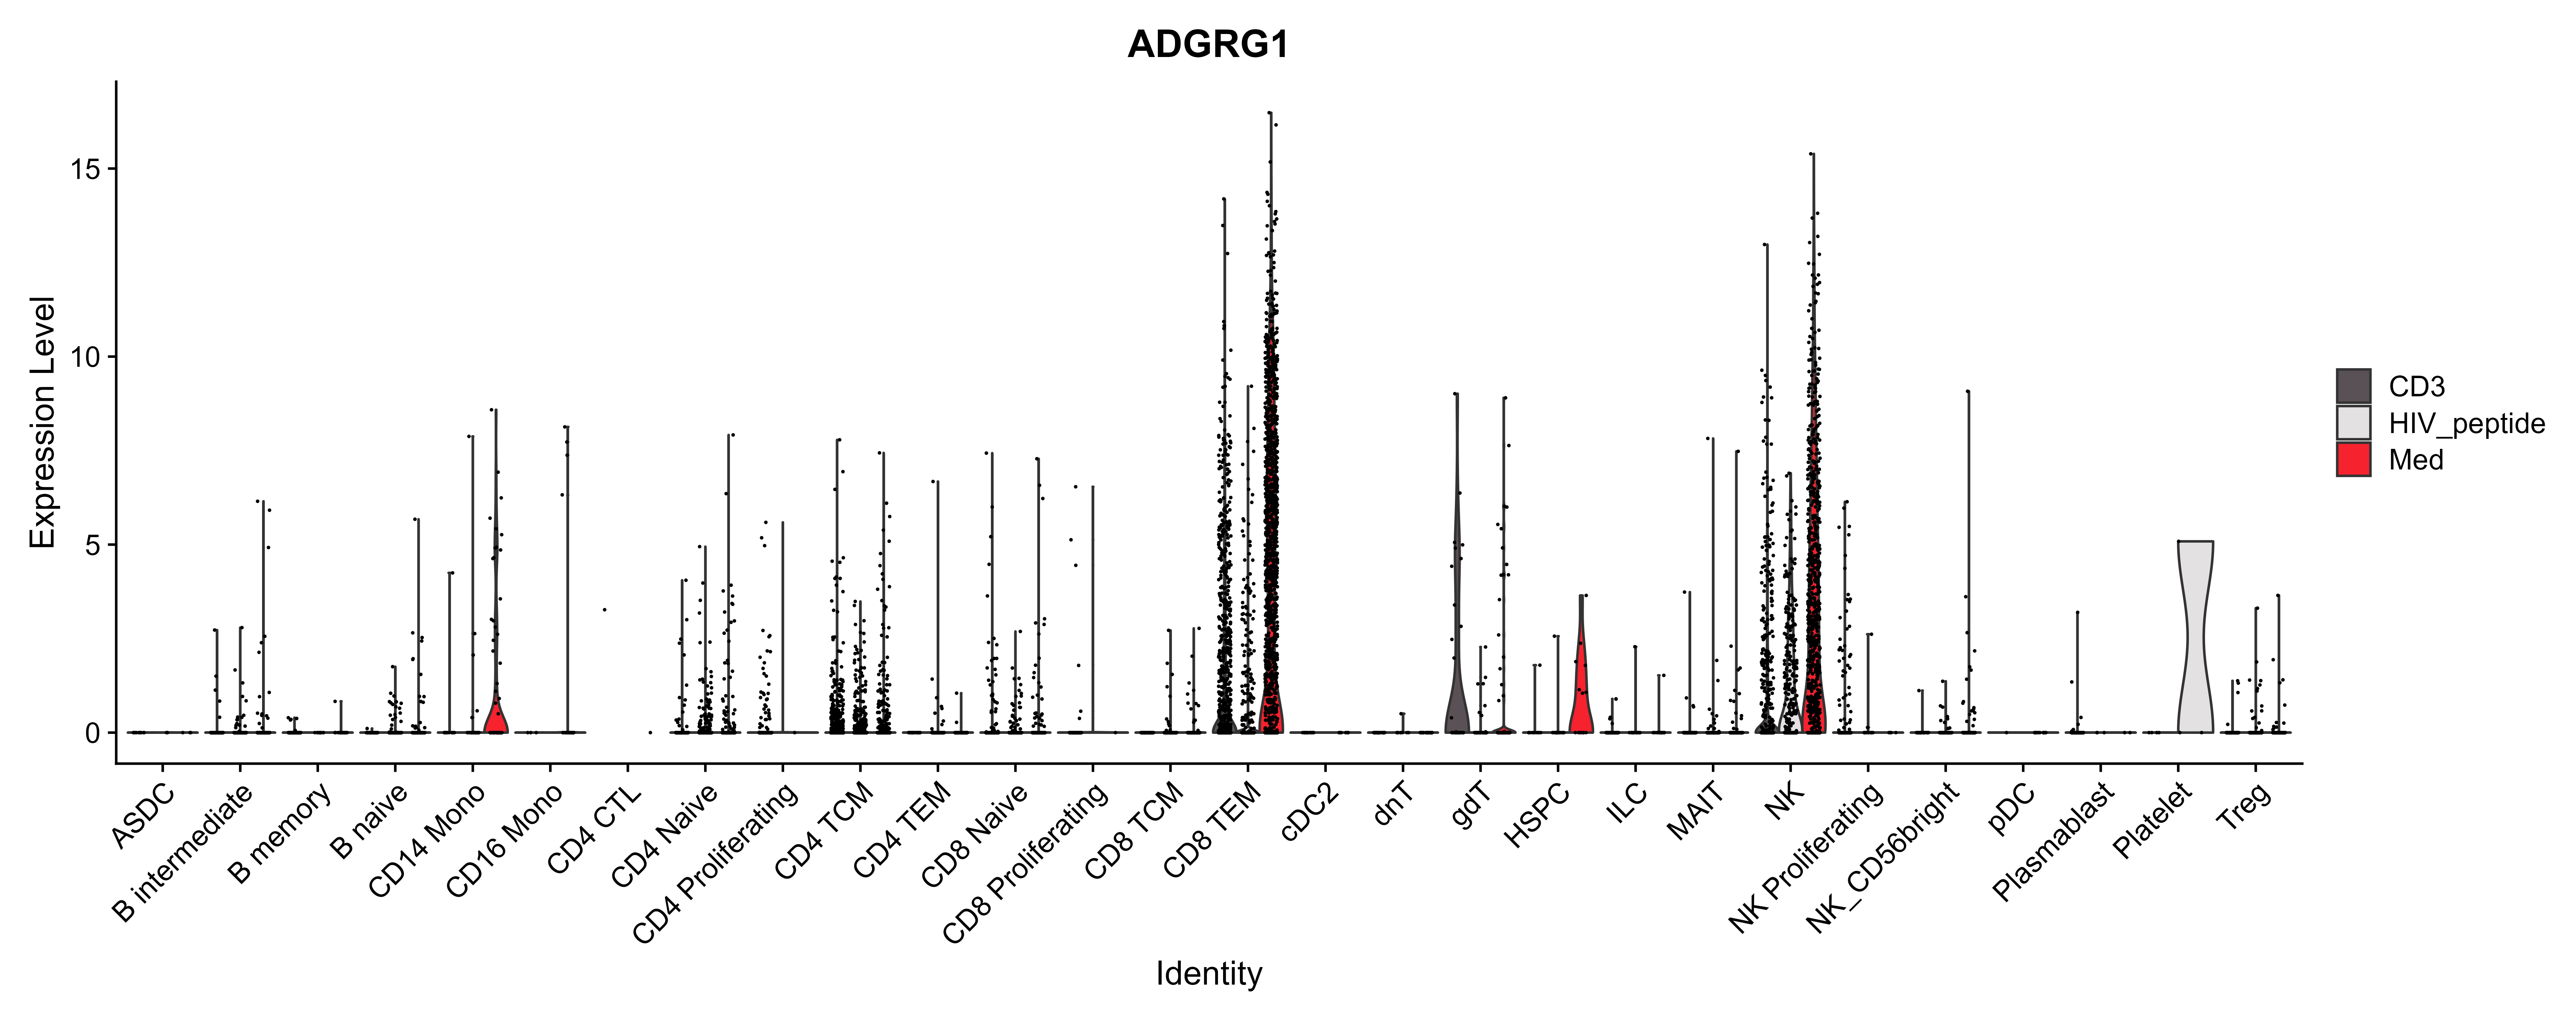 ADGRG1
Expression Level
15
10
5
0
ASDC
B intermediate
B memory
B naive
CD14 Mono
CD16 Mono
CD4 CTL
CD4 Naive
CD4 Proliferating
CD4 TCM
CD4 TEM
CD8 Naive
CD8 Proliferating
CD8 TCM
CD8 TEM
cDC2
dnT
gdT
HSPC
ILC
MAIT
NK
NK Proliferating
NK_CD56bright
pDC
Plasmablast
Platelet
Treg
Identity
CD3
HIV_peptide
Med